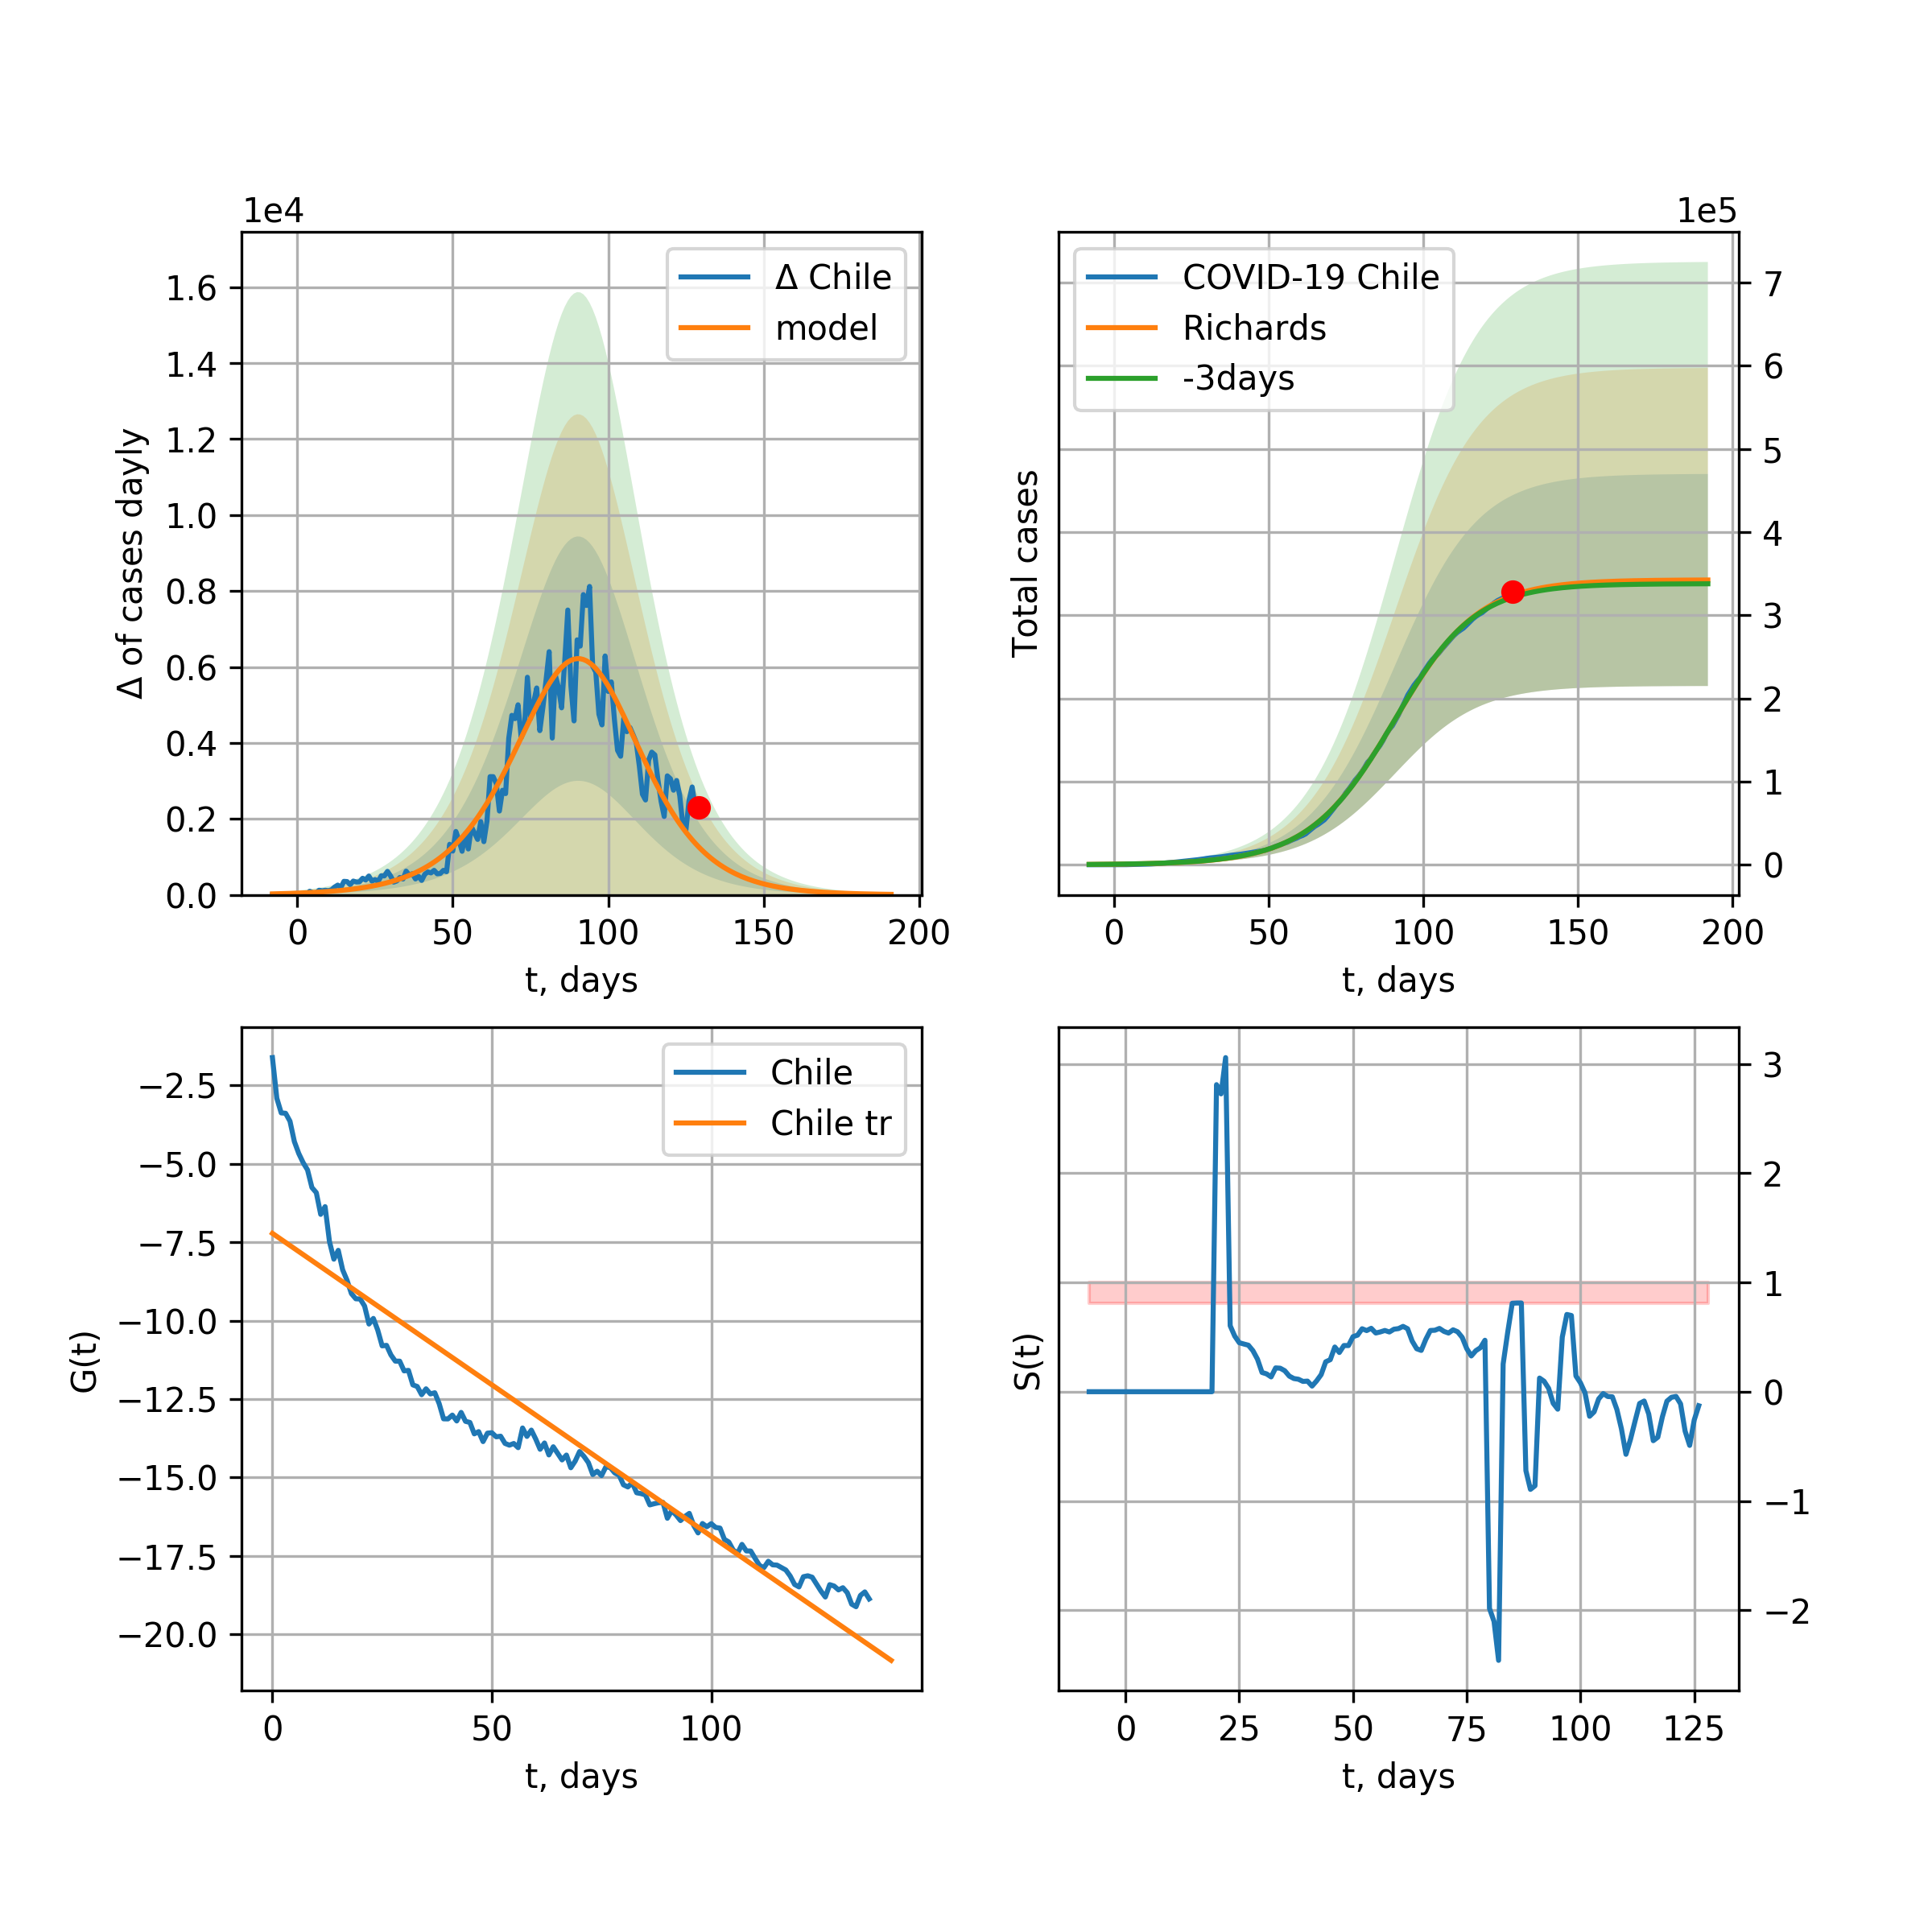 1e4
Δ of cases dayly
1.6
1.4
1.2
1.0
0.8
0.6
0.4
0.2
0.0
0 50 100 150 200
t, days
Δ Chile
model
1e5
Total cases
7
6
5
4
3
2
1
0
0 50 100 150 200
t, days
COVID-19 Chile
Richards
-3days
G(t)
−2.5
−5.0
−7.5
−10.0
−12.5
−15.0
−17.5
−20.0
0 50 100
t, days
Chile
Chile tr
S(t)
3
2
1
0
−1
−2
0 25 50 75 100 125
t, days